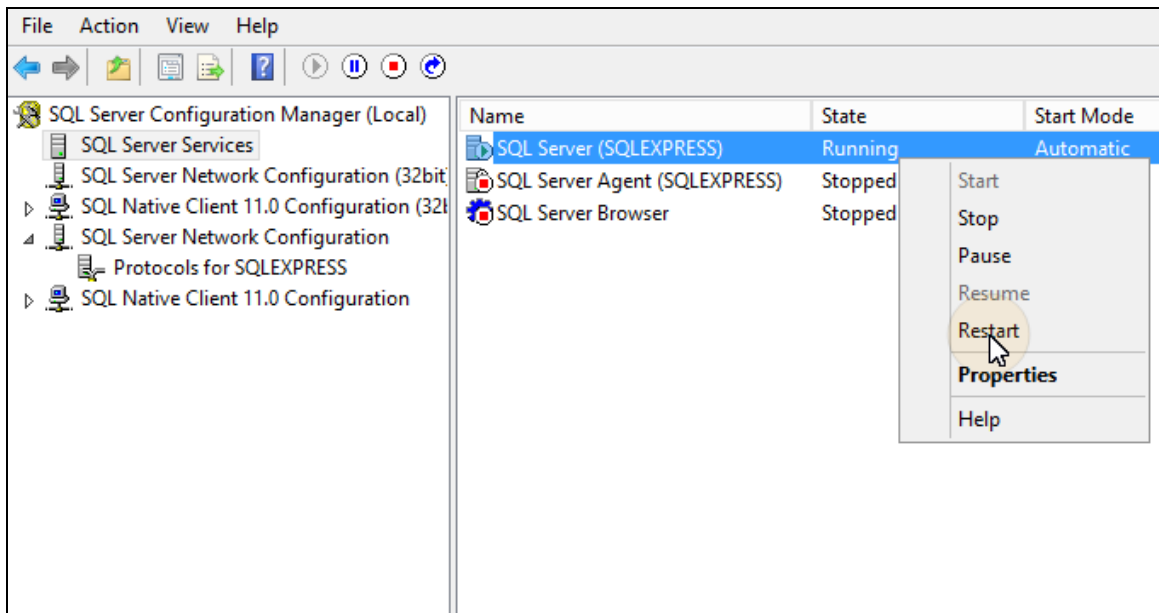 File Action View Help
SQL Server Configuration Manager (Local)
SQL Server Services
SQL Server Network Configuration (32bit
SQL Native Client 11.0 Configuration (32b
SQL Server Network Configuration
Protocols for SQLEXPRESS
SQL Native Client 11.0 Configuration
Name State Start Mode
SQL Server (SQLEXPRESS) Running Automatic
SQL Server Agent (SQLEXPRESS) Stopped
SQL Server Browser Stopped
Start
Stop
Pause
Resume
Restart
Properties
Help